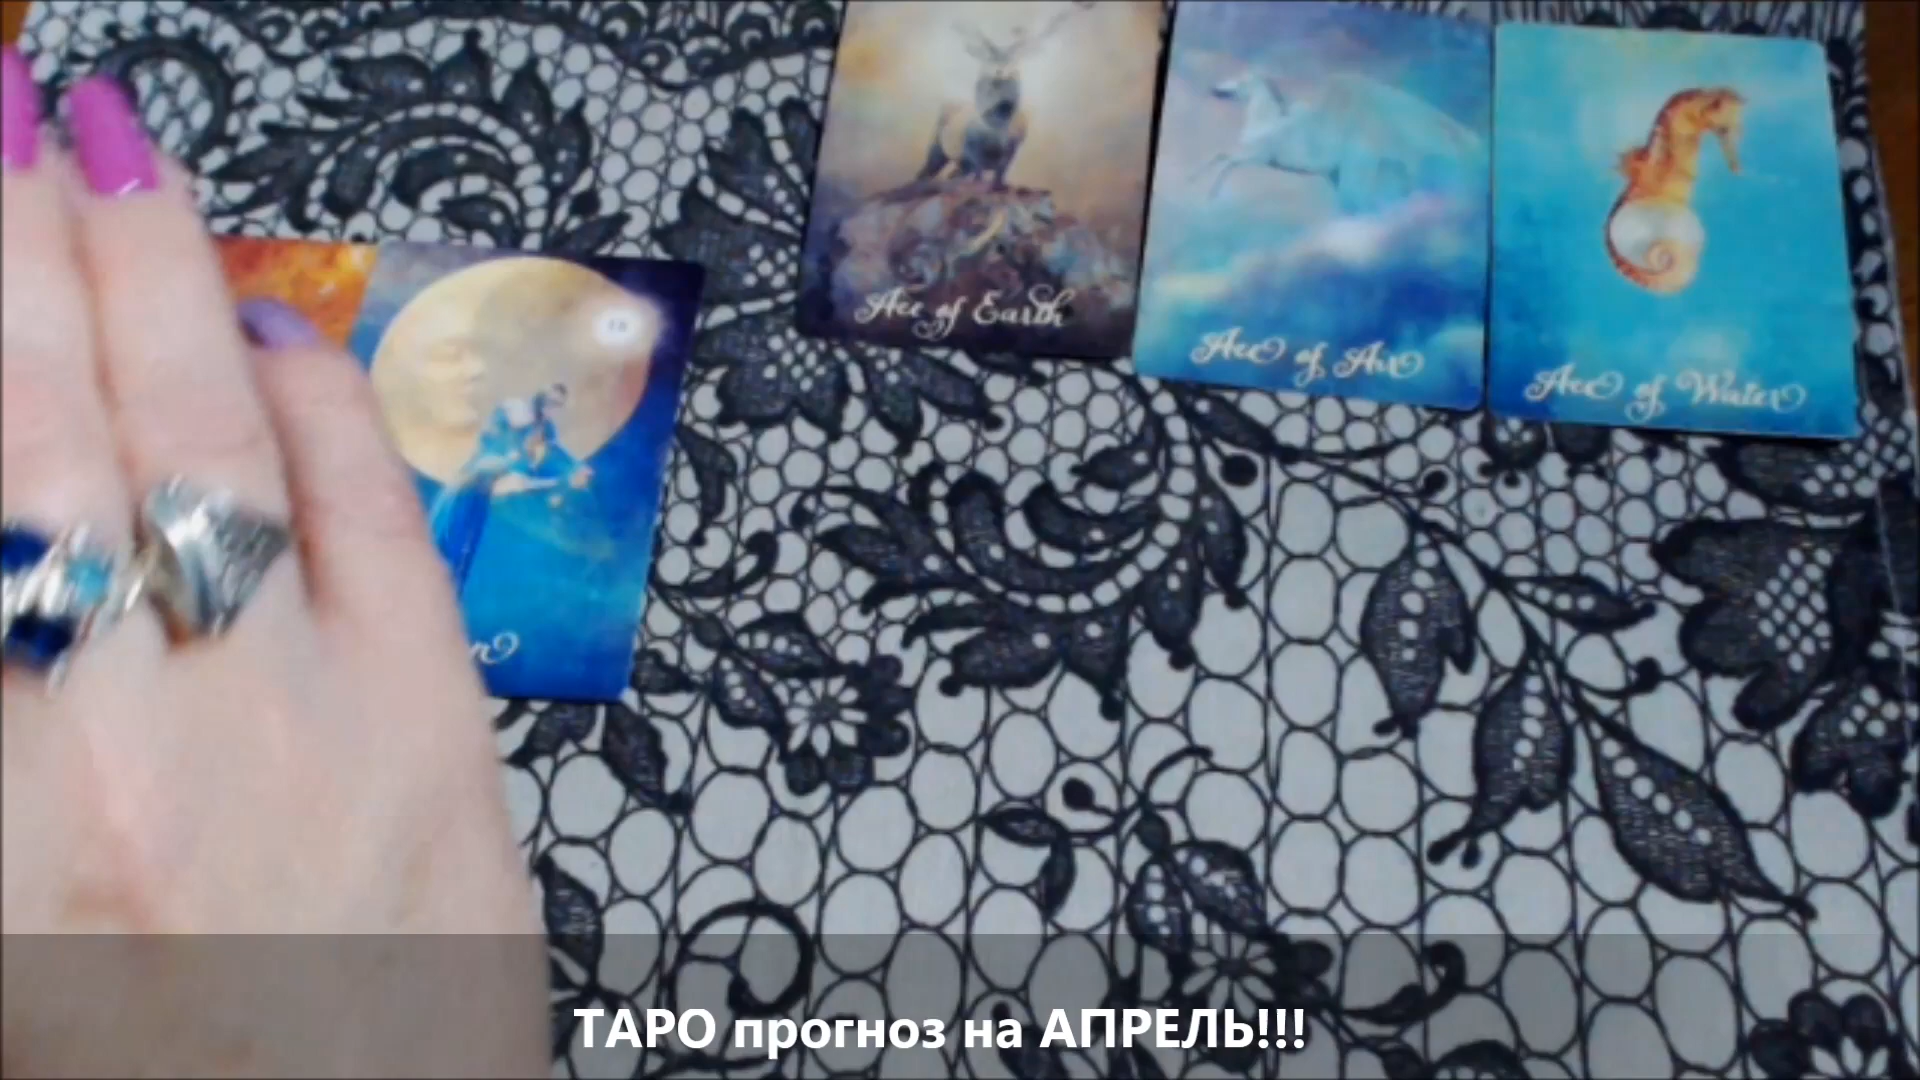 Ace of Earth
Ace of Air
Ace of Water
ТАРО прогноз на АПРЕЛЬ!!!